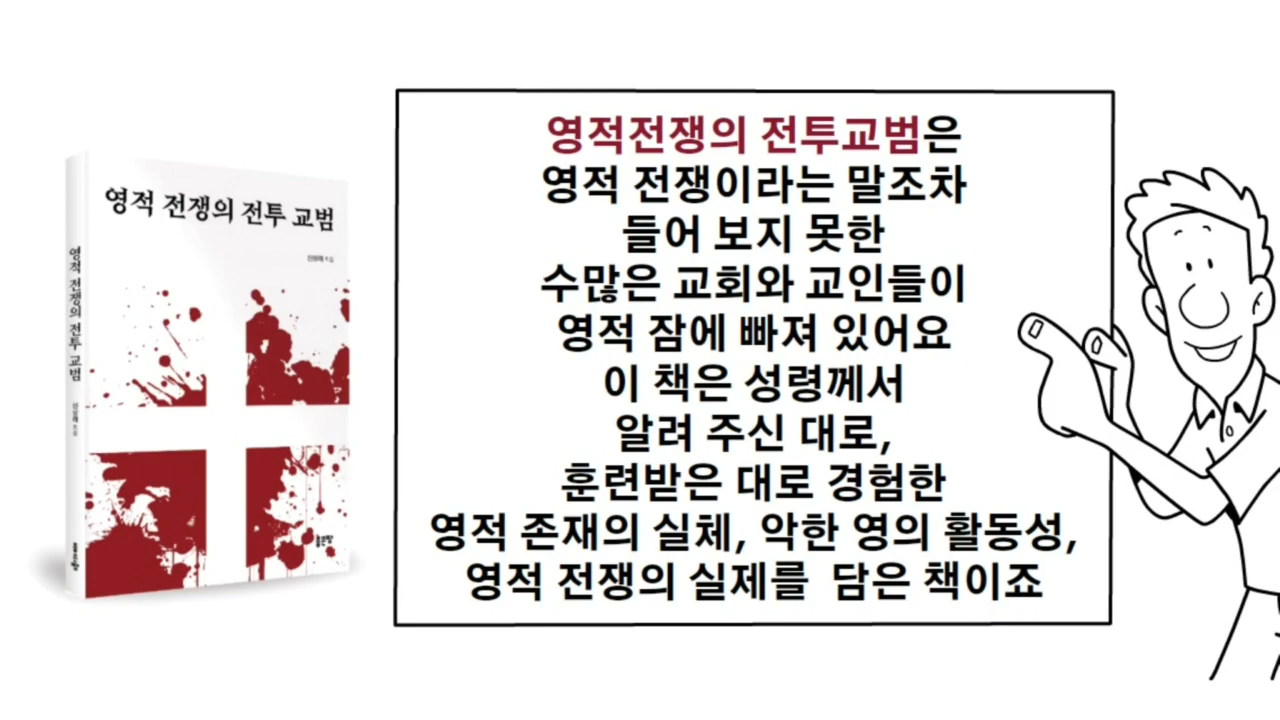 영적 전쟁의 전투 교범
영적 전쟁의 전투 교범
영적전쟁의 전투교범은
영적 전쟁이라는 말조차
들어 보지 못한
수많은 교회와 교인들이
영적 잠에 빠져 있어요
이 책은 성령께서
알려 주신 대로,
훈련받은 대로 경험한
영적 존재의 실체, 악한 영의 활동성,
영적 전쟁의 실제를 담은 책이죠